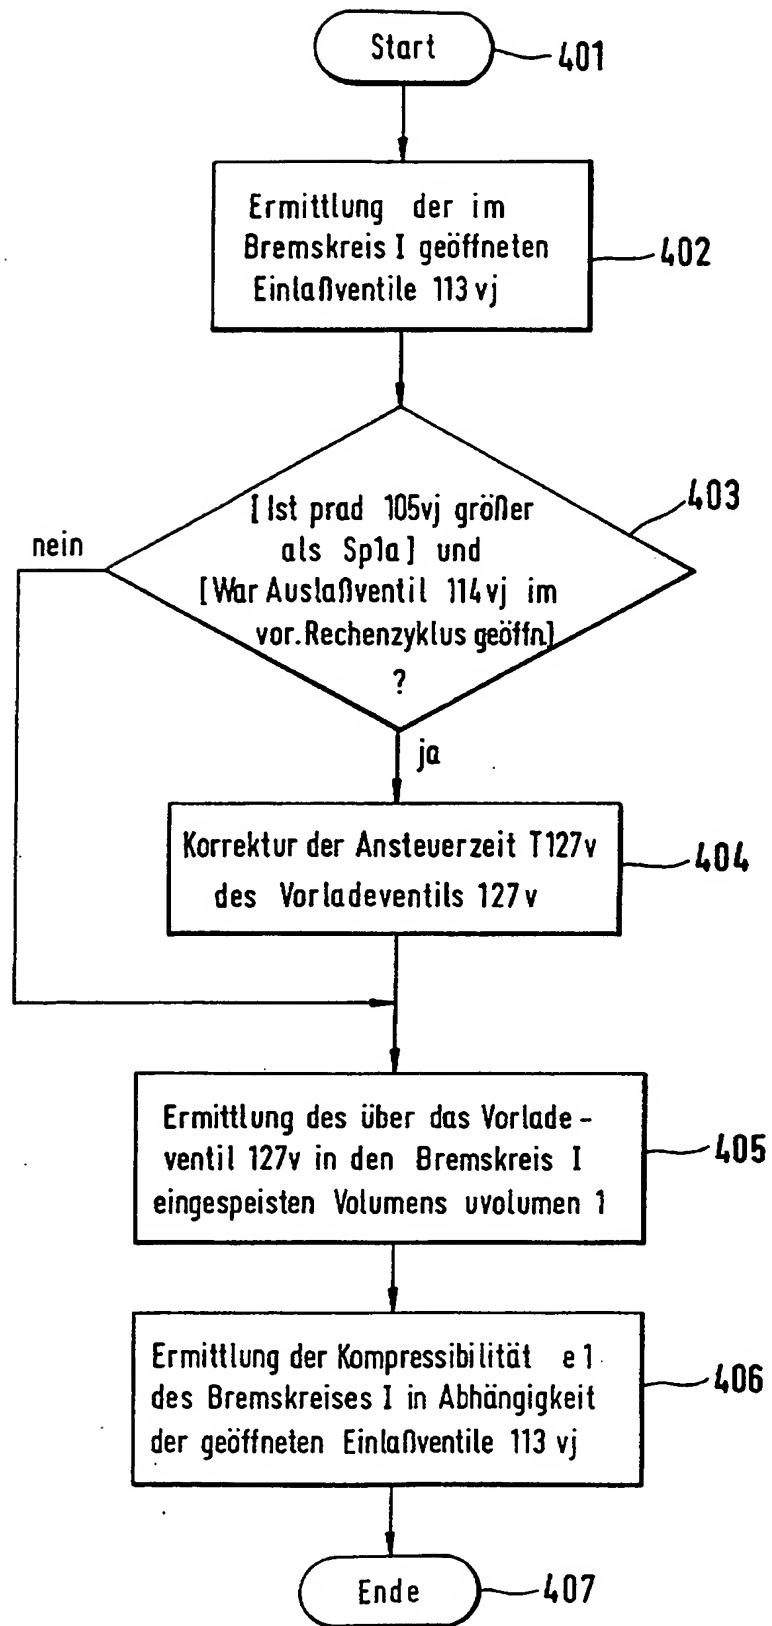 Start
401
Ermittlung der im
Bremskreis I geöffneten
Einlaßventile 113 vj
402
[Ist prad 105vj größer
als Sp1a] und
[War Auslaßventil 114vj im
vor. Rechenzyklus geöffn.]
?
403
nein
ja
Korrektur der Ansteuerzeit T127v
des Vorladeventils 127v
404
Ermittlung des über das Vorlade-
ventil 127v in den Bremskreis I
eingespeisten Volumens uvolumen 1
405
Ermittlung der Kompressibilität e1
des Bremskreises I in Abhängigkeit
der geöffneten Einlaßventile 113 vj
406
Ende
407